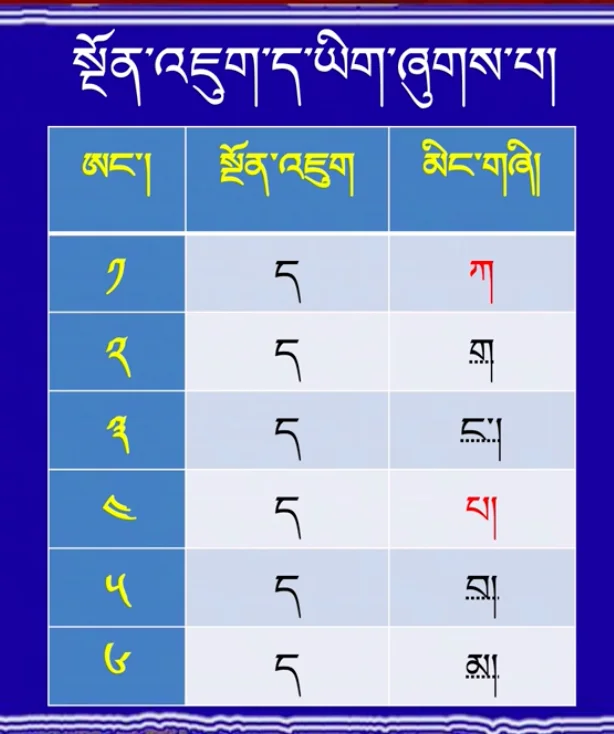 སྔོན་འཇུག་ད་ཡིག་ཞུགས་པ།
ཨང་། སྔོན་འཇུག མིང་གཞི།
༡ ད ཀ
༢ ད ག
༣ ད ང་།
༤ ད པ།
༥ ད བ།
༦ ད མ།